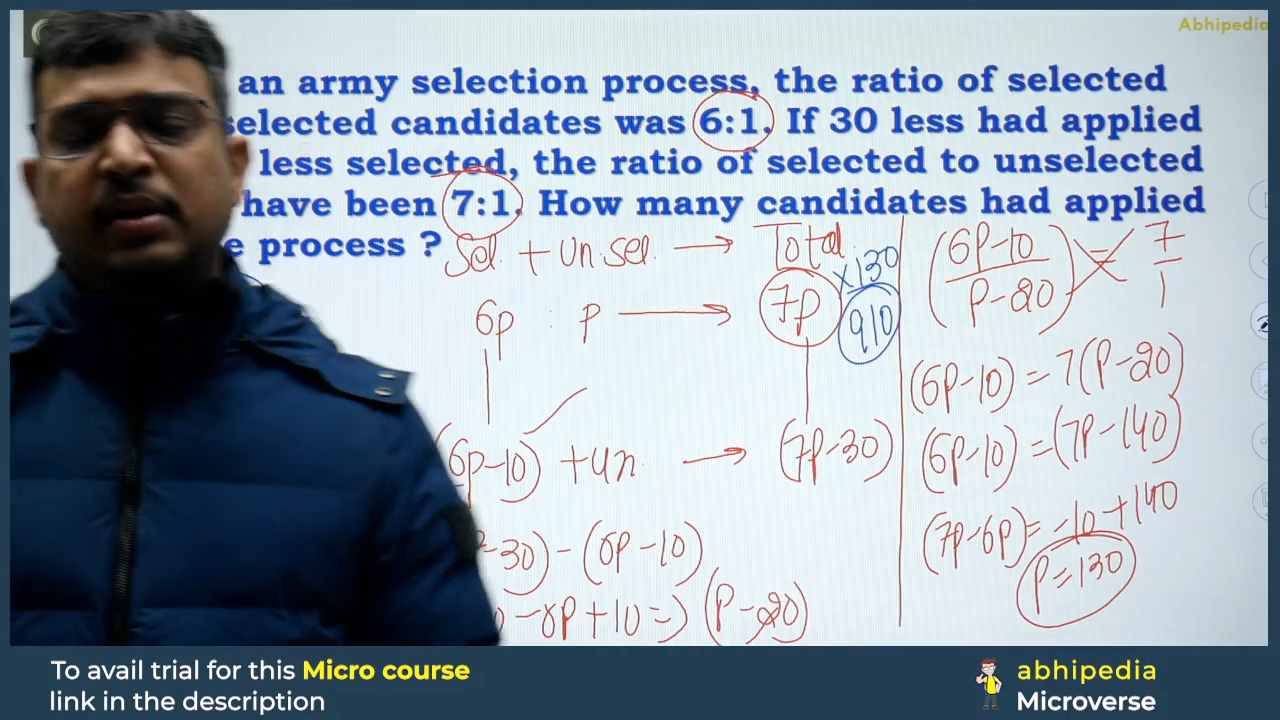 Abhipedia
an army selection process, the ratio of selected
selected candidates was 6:1. If 30 less had applied
less selected, the ratio of selected to unselected
have been 7:1. How many candidates had applied
process ?
Sel. + Un.sel. → Total
6p : p → 7p ×130
910
(6p-10) + un → (7p-30)
-30) - (6p-10)
-6p + 10 => (p-20)
(6p-10 / p-20) = 7/1
(6p-10) = 7(p-20)
(6p-10) = (7p-140)
(7p-6p) = -10+140
p=130
To avail trial for this Micro course
link in the description
abhipedia
Microverse